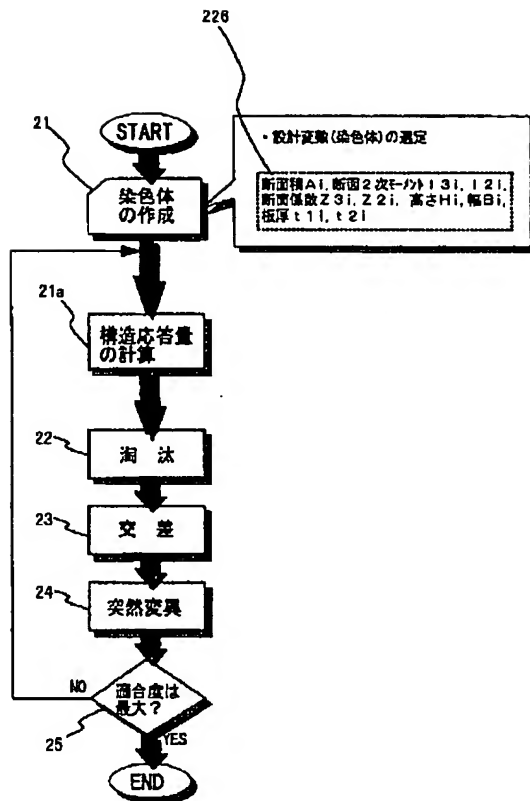 226
21
START
・設計変数(染色体)の選定
染色体
の作成
断面積Ai, 断面2次モーメントI3i, I2i,
断面係数Z3i, Z2i, 高さHi, 幅Bi,
板厚t1i, t2i
21a
構造応答量
の計算
22
淘 汰
23
交 差
24
突然変異
NO
適合度は
最大?
25
YES
END